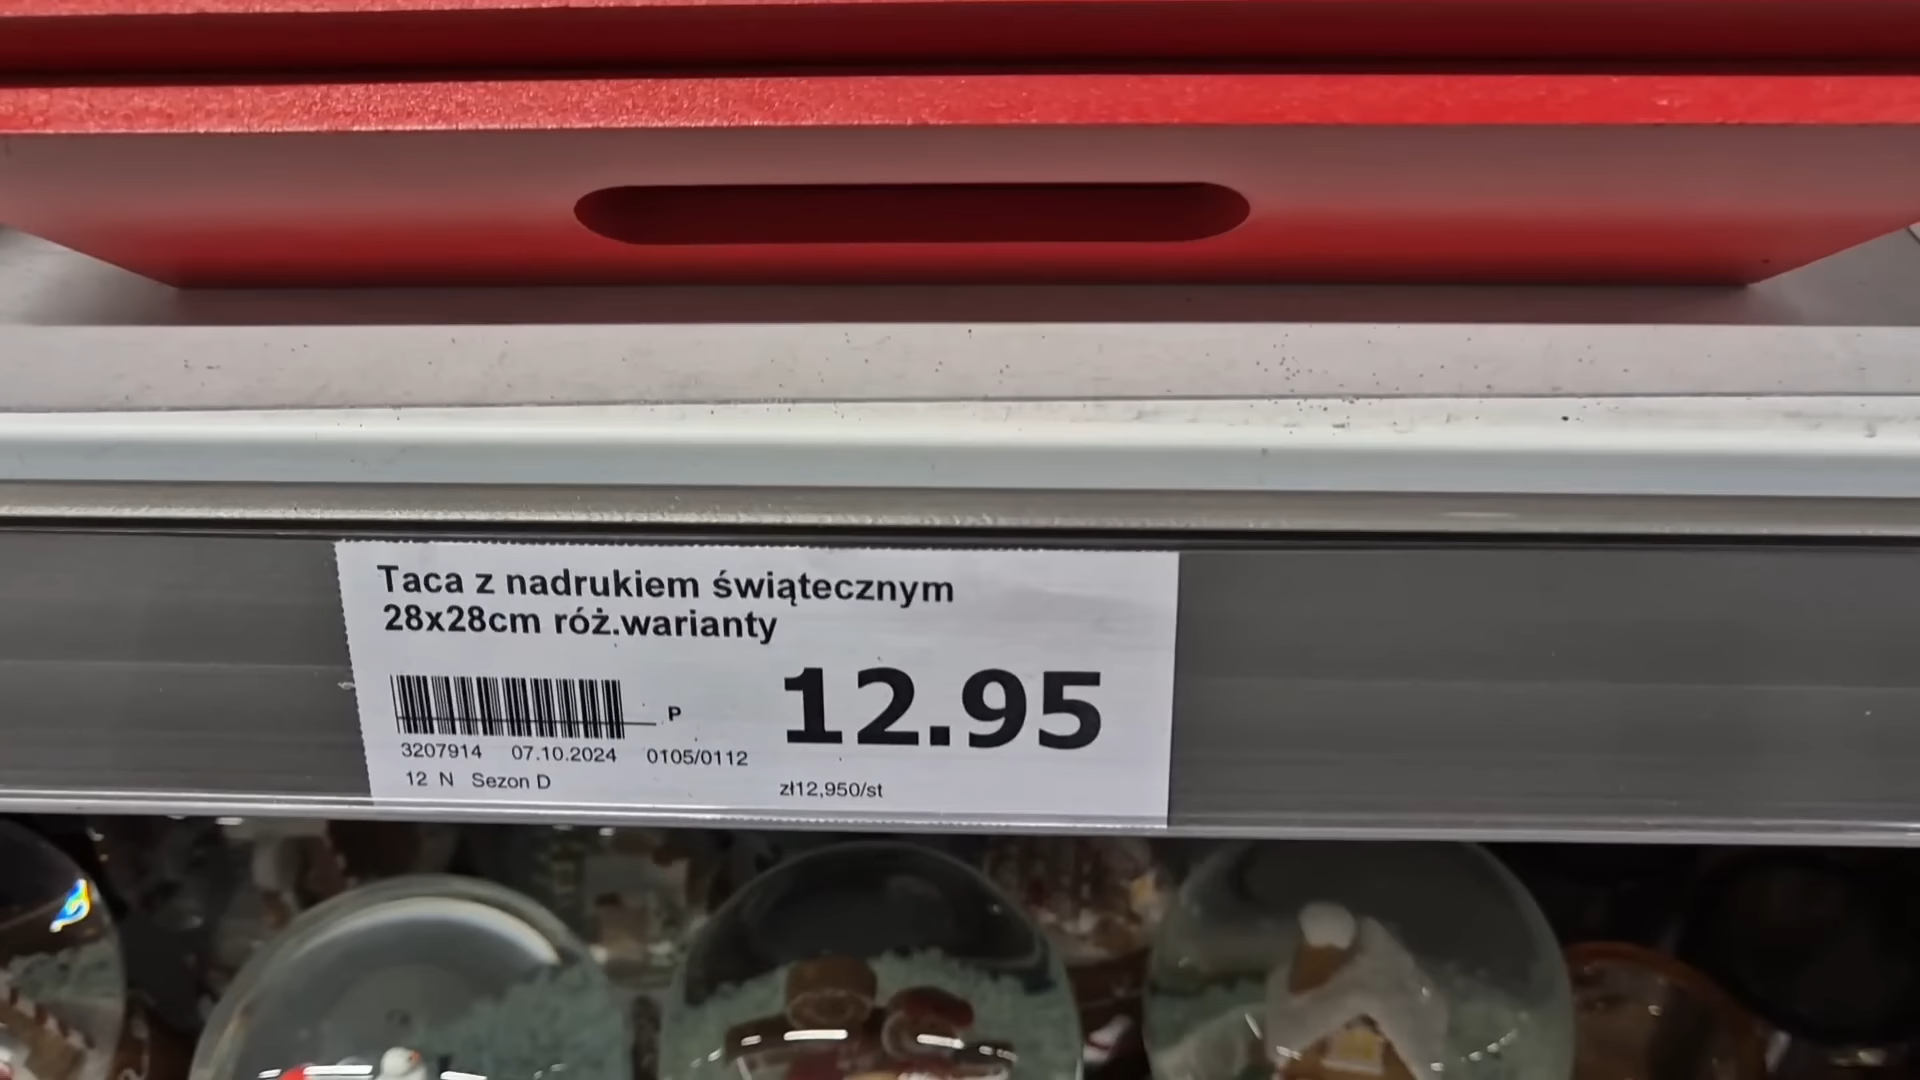 Taca z nadrukiem świątecznym
28x28cm róż.warianty
P
12.95
3207914 07.10.2024 0105/0112
12 N Sezon D
zł12,950/st